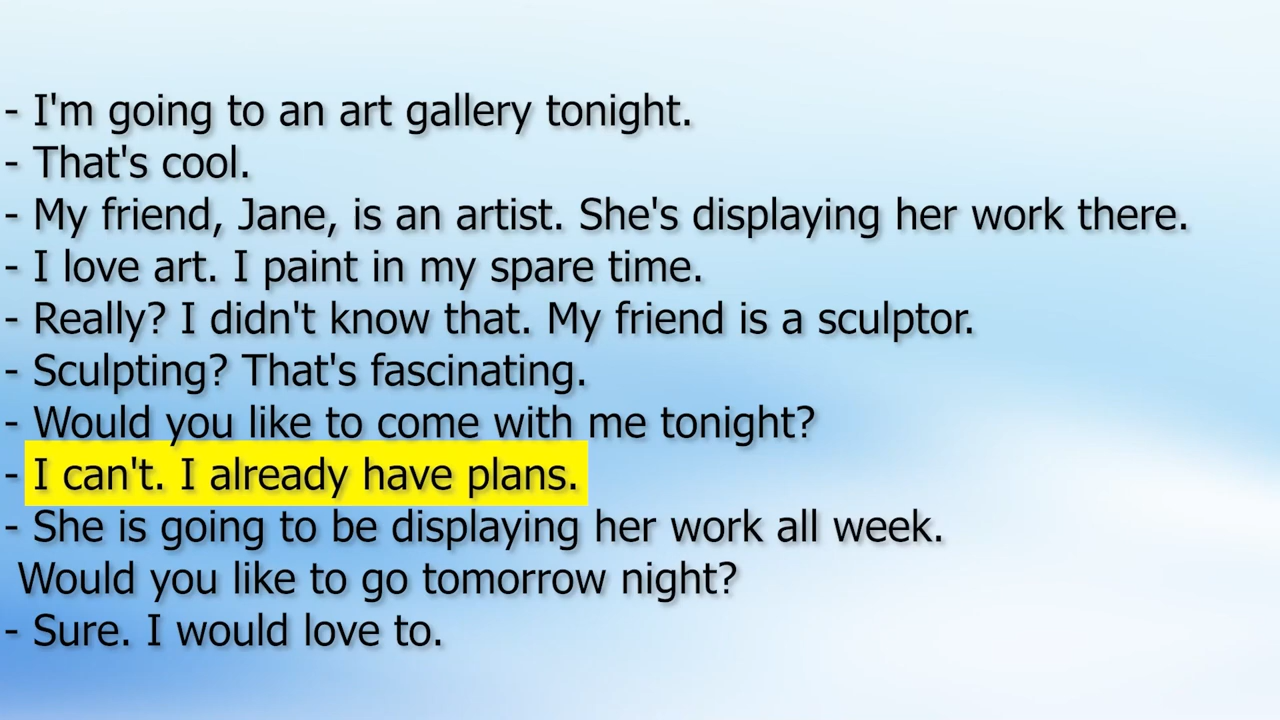 - I'm going to an art gallery tonight.
- That's cool.
- My friend, Jane, is an artist. She's displaying her work there.
- I love art. I paint in my spare time.
- Really? I didn't know that. My friend is a sculptor.
- Sculpting? That's fascinating.
- Would you like to come with me tonight?
- I can't. I already have plans.
- She is going to be displaying her work all week.
Would you like to go tomorrow night?
- Sure. I would love to.